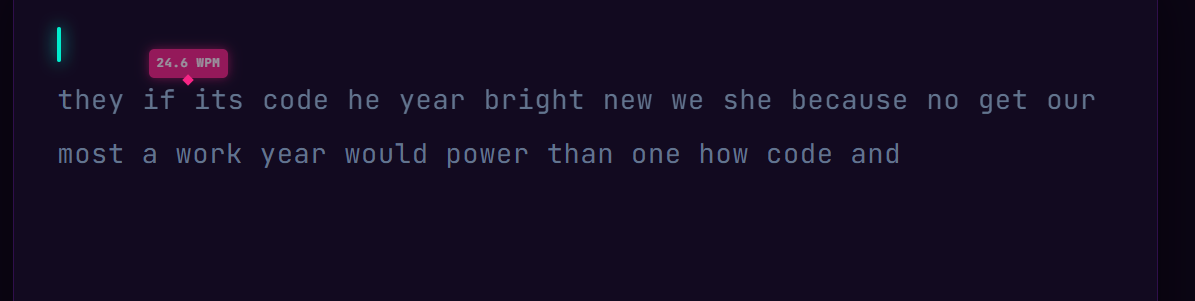 24.6 WPM
they if its code he year bright new we she because no get our
most a work year would power than one how code and